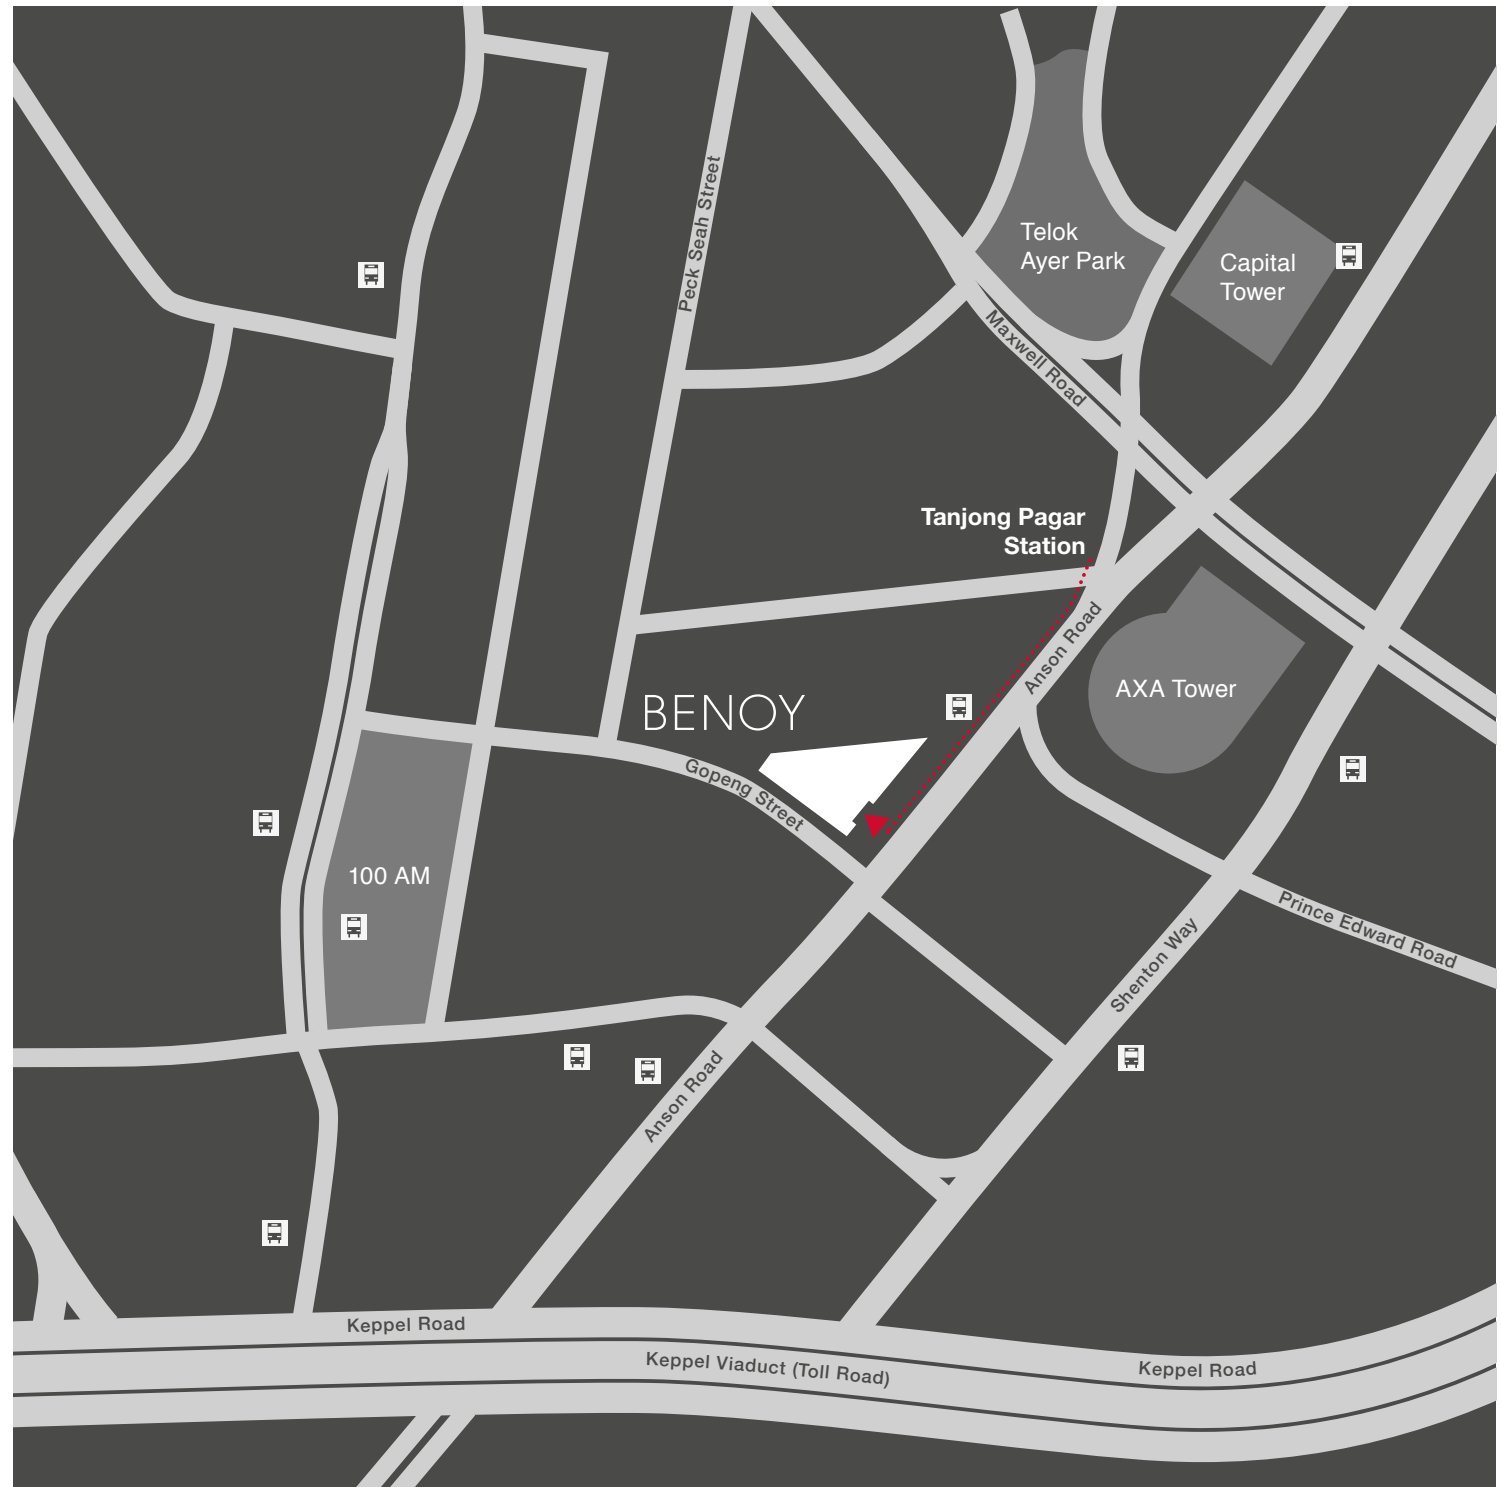 Peck Seah Street
Telok
Ayer Park
Capital
Tower
Maxwell Road
Tanjong Pagar
Station
Anson Road
AXA Tower
BENOY
Gopeng Street
100 AM
Prince Edward Road
Shenton Way
Anson Road
Keppel Road
Keppel Viaduct (Toll Road)
Keppel Road